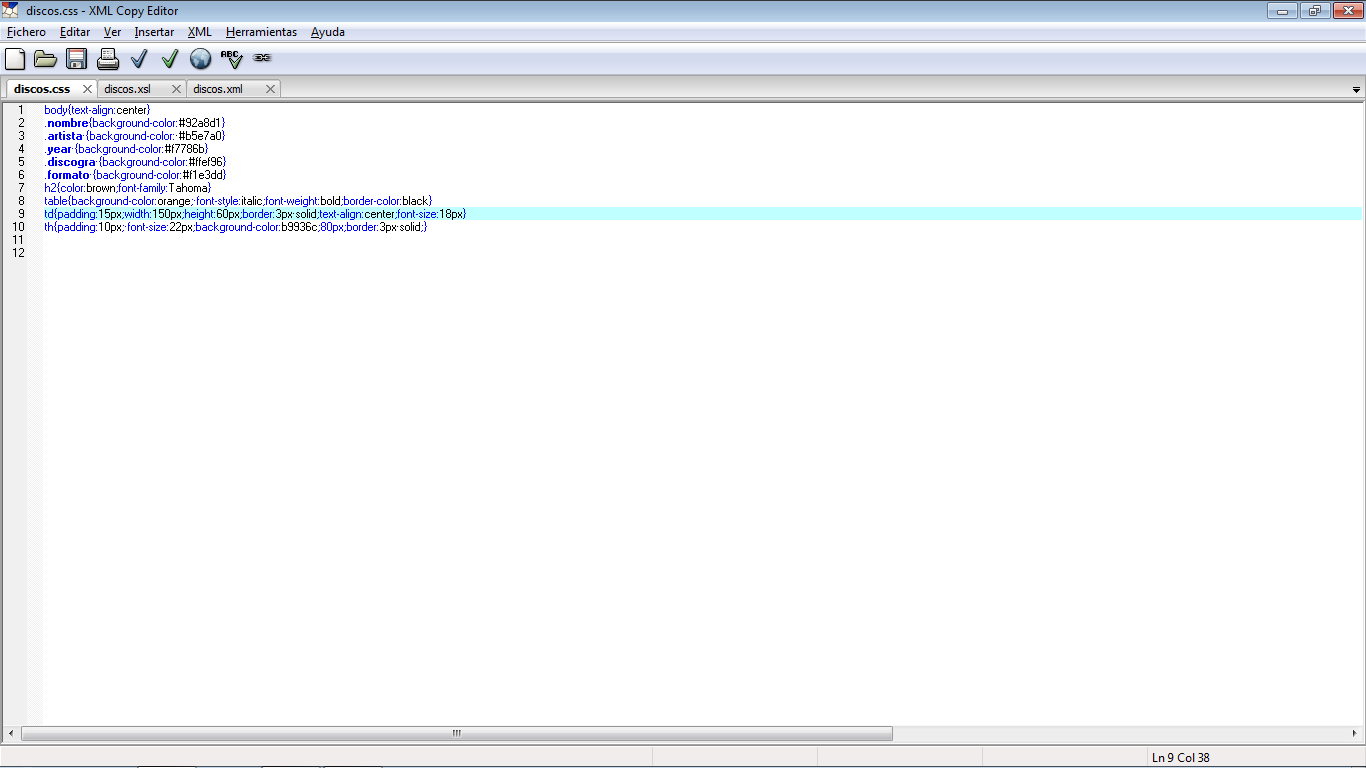 discos.css - XML Copy Editor
Fichero Editar Ver Insertar XML Herramientas Ayuda
ABC
discos.css discos.xsl discos.xml
1 body{text-align:center}
2 .nombre{background-color:#92a8d1}
3 .artista·{background-color:·#b5e7a0}
4 .year·{background-color:#f7786b}
5 .discogra·{background-color:#ffef96}
6 .formato·{background-color:#f1e3dd}
7 h2{color:brown;font-family:Tahoma}
8 table{background-color:orange;·font-style:italic;font-weight:bold;border-color:black}
9 td{padding:15px;width:150px;height:60px;border:3px·solid;text-align:center;font-size:18px}
10 th{padding:10px;·font-size:22px;background-color:b9936c;80px;border:3px·solid;}
11
12
Ln 9 Col 38